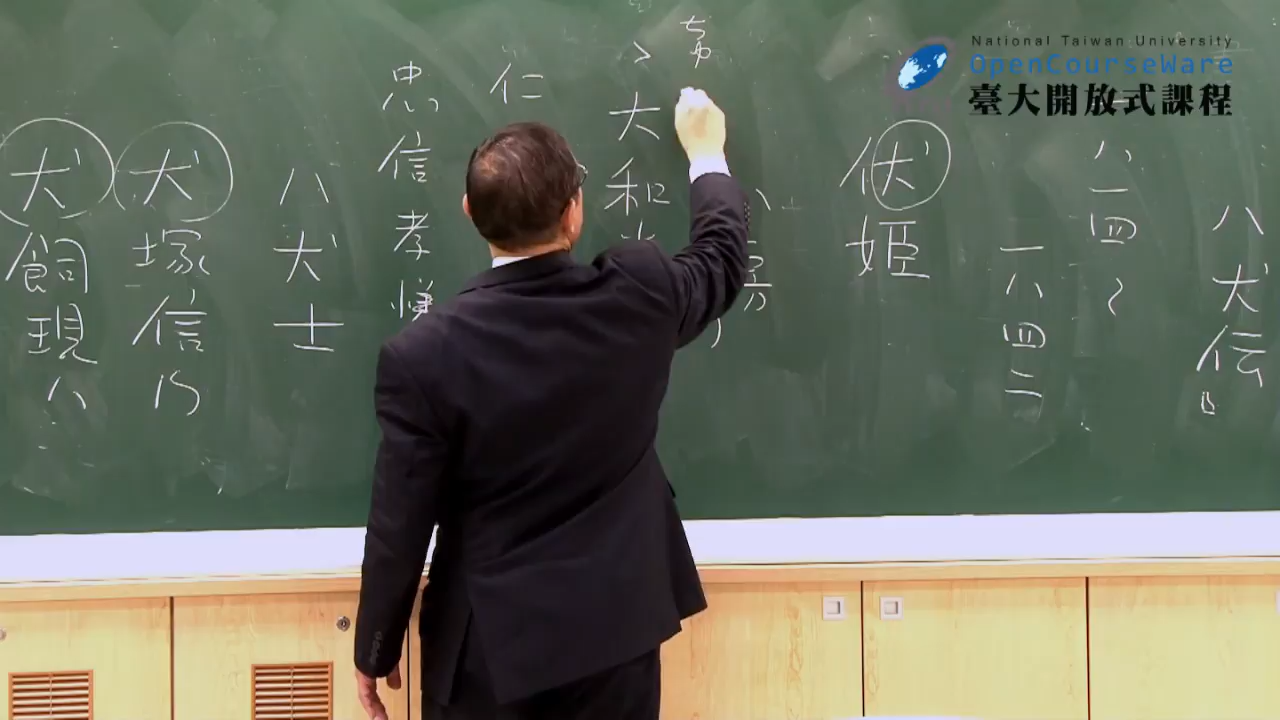 National Taiwan University
OpenCourseWare
臺大開放式課程
八犬伝
八一四〜
一八四二
伏姫
大和
仁
忠信孝
八犬士
犬塚信乃
犬飼現八